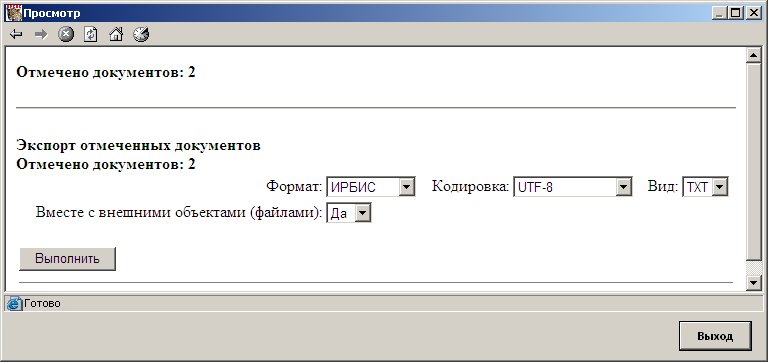 Просмотр
Отмечено документов: 2
Экспорт отмеченных документов
Отмечено документов: 2
Формат: ИРБИС Кодировка: UTF-8 Вид: TXT
Вместе с внешними объектами (файлами): Да
Выполнить
Готово
Выход